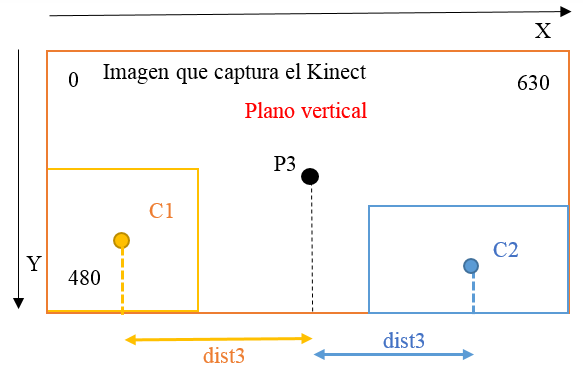 X
0
Imagen que captura el Kinect
630
Plano vertical
P3
C1
C2
Y
480
dist3
dist3